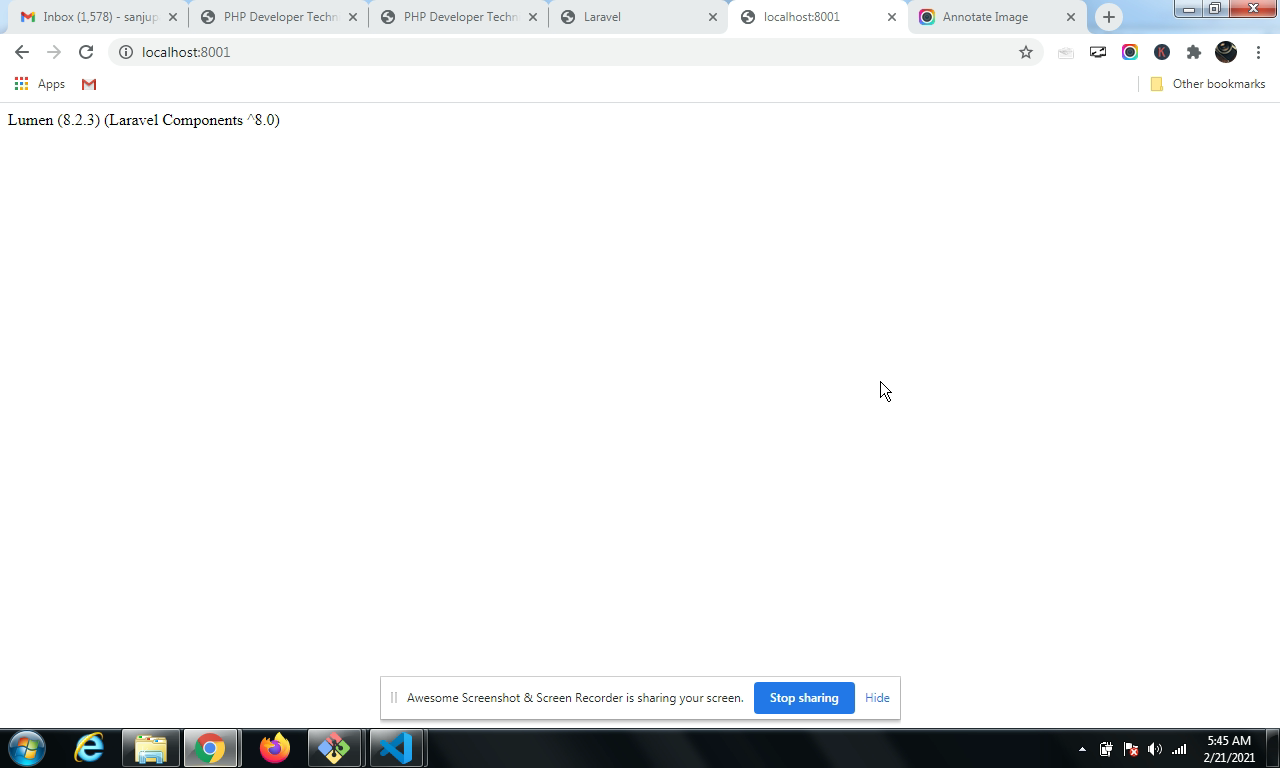 Inbox (1,578) - sanjup
PHP Developer Techn
PHP Developer Techn
Laravel
localhost:8001
Annotate Image
localhost:8001
Apps
Other bookmarks
Lumen (8.2.3) (Laravel Components ^8.0)
Awesome Screenshot & Screen Recorder is sharing your screen.
Stop sharing
Hide
5:45 AM
2/21/2021